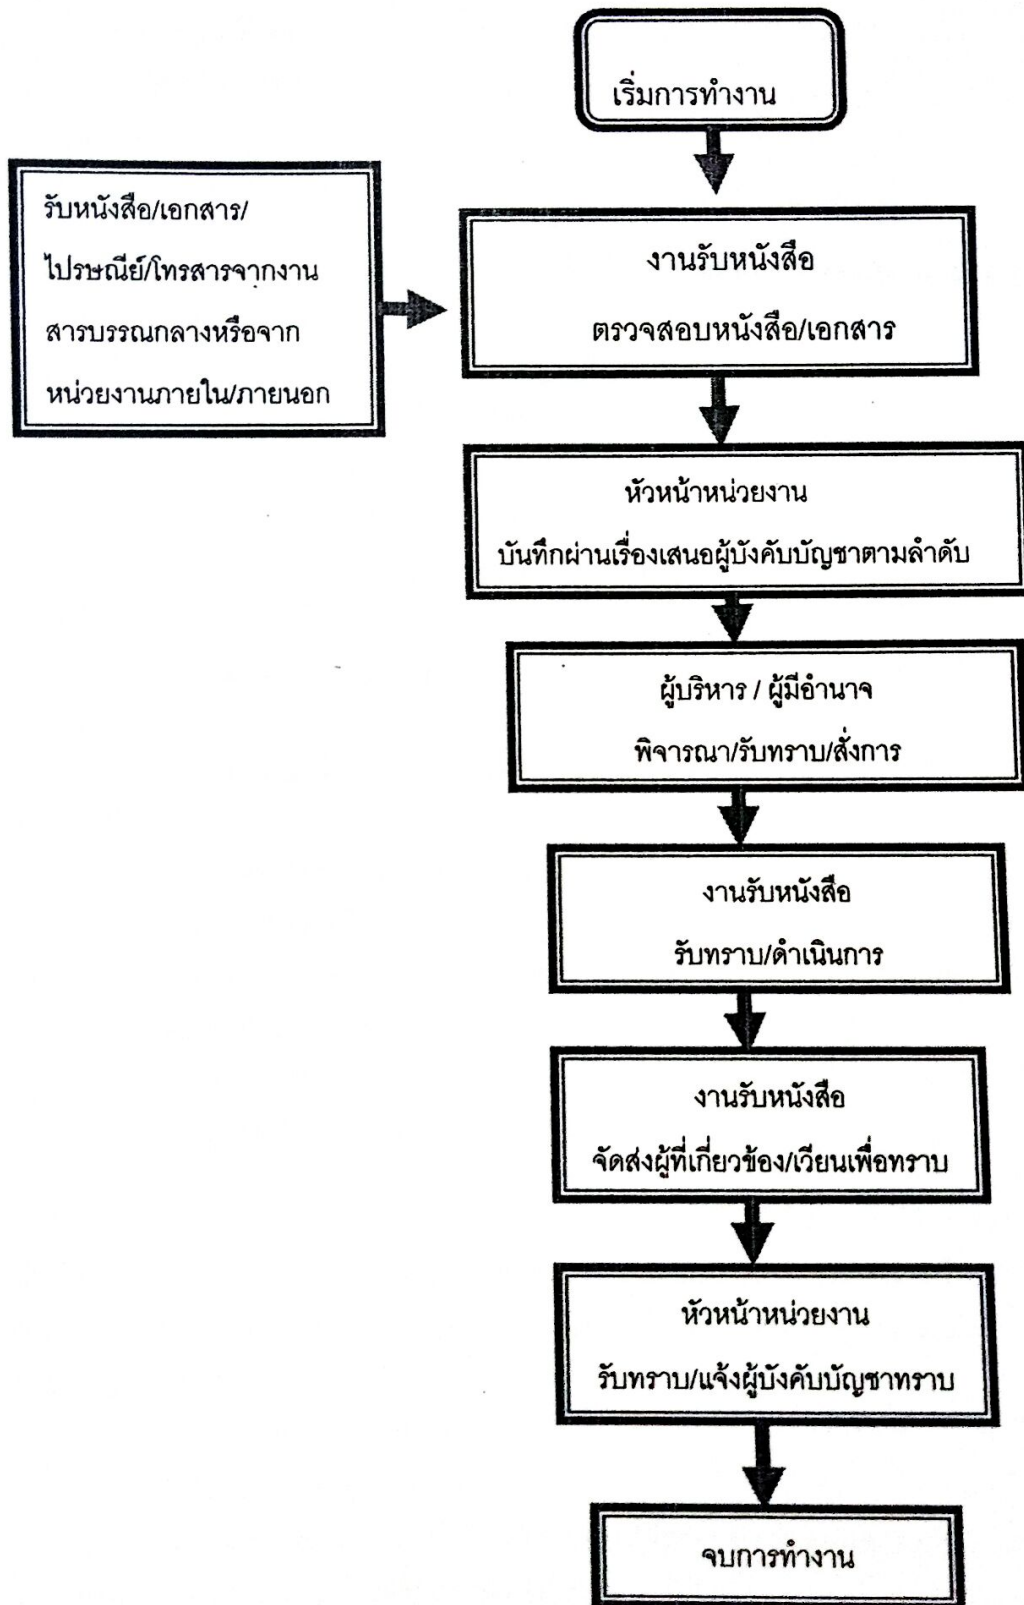 เริ่มการทำงาน
รับหนังสือ/เอกสาร/
ไปรษณีย์/โทรสารจากงาน
สารบรรณกลางหรือจาก
หน่วยงานภายใน/ภายนอก
งานรับหนังสือ
ตรวจสอบหนังสือ/เอกสาร
หัวหน้าหน่วยงาน
บันทึกผ่านเรื่องเสนอผู้บังคับบัญชาตามลำดับ
ผู้บริหาร / ผู้มีอำนาจ
พิจารณา/รับทราบ/สั่งการ
งานรับหนังสือ
รับทราบ/ดำเนินการ
งานรับหนังสือ
จัดส่งผู้ที่เกี่ยวข้อง/เวียนเพื่อทราบ
หัวหน้าหน่วยงาน
รับทราบ/แจ้งผู้บังคับบัญชาทราบ
จบการทำงาน